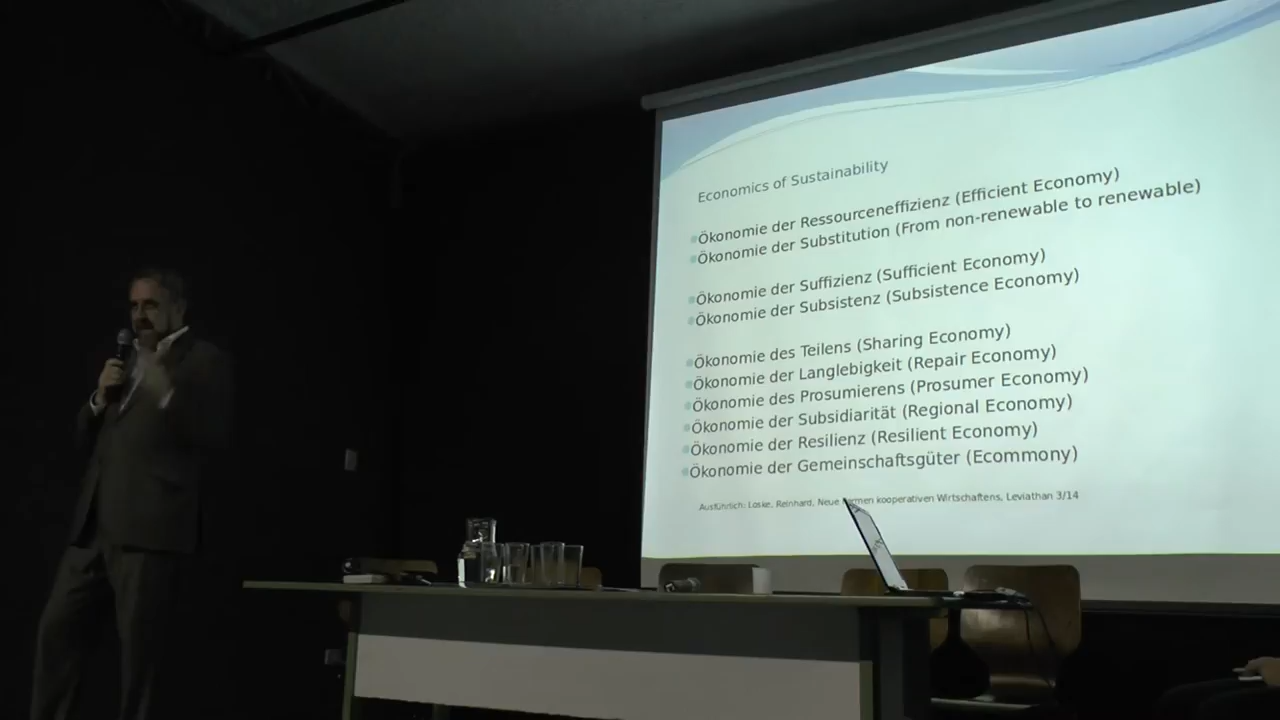 Economics of Sustainability
Ökonomie der Ressourceneffizienz (Efficient Economy)
Ökonomie der Substitution (From non-renewable to renewable)
Ökonomie der Suffizienz (Sufficient Economy)
Ökonomie der Subsistenz (Subsistence Economy)
Ökonomie des Teilens (Sharing Economy)
Ökonomie der Langlebigkeit (Repair Economy)
Ökonomie des Prosumierens (Prosumer Economy)
Ökonomie der Subsidiarität (Regional Economy)
Ökonomie der Resilienz (Resilient Economy)
Ökonomie der Gemeinschaftsgüter (Ecommony)
Ausführlich: Loske, Reinhard, Neue kooperativen Wirtschaftens, Leviathan 3/14